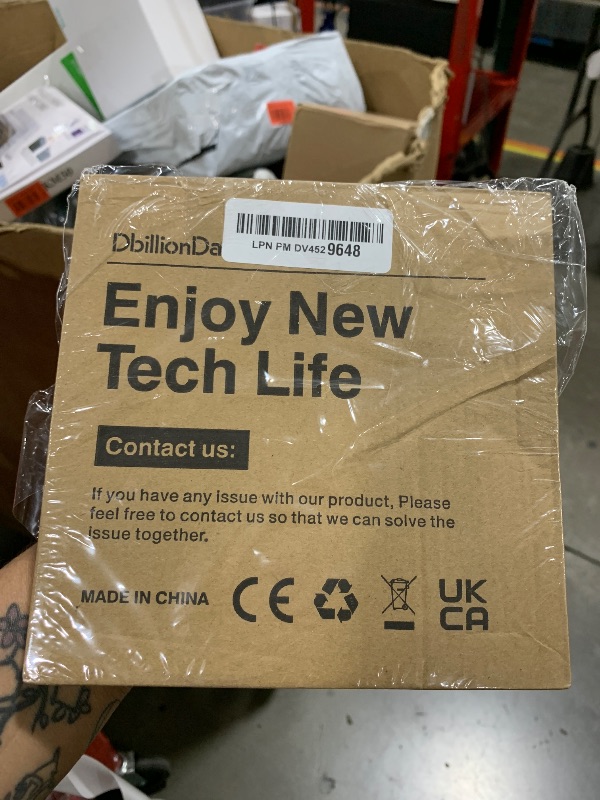 DbillionDa
LPN PM DV4529648
Enjoy New
Tech Life
Contact us:
If you have any issue with our product, Please
feel free to contact us so that we can solve the
issue together.
MADE IN CHINA CE UK
CA